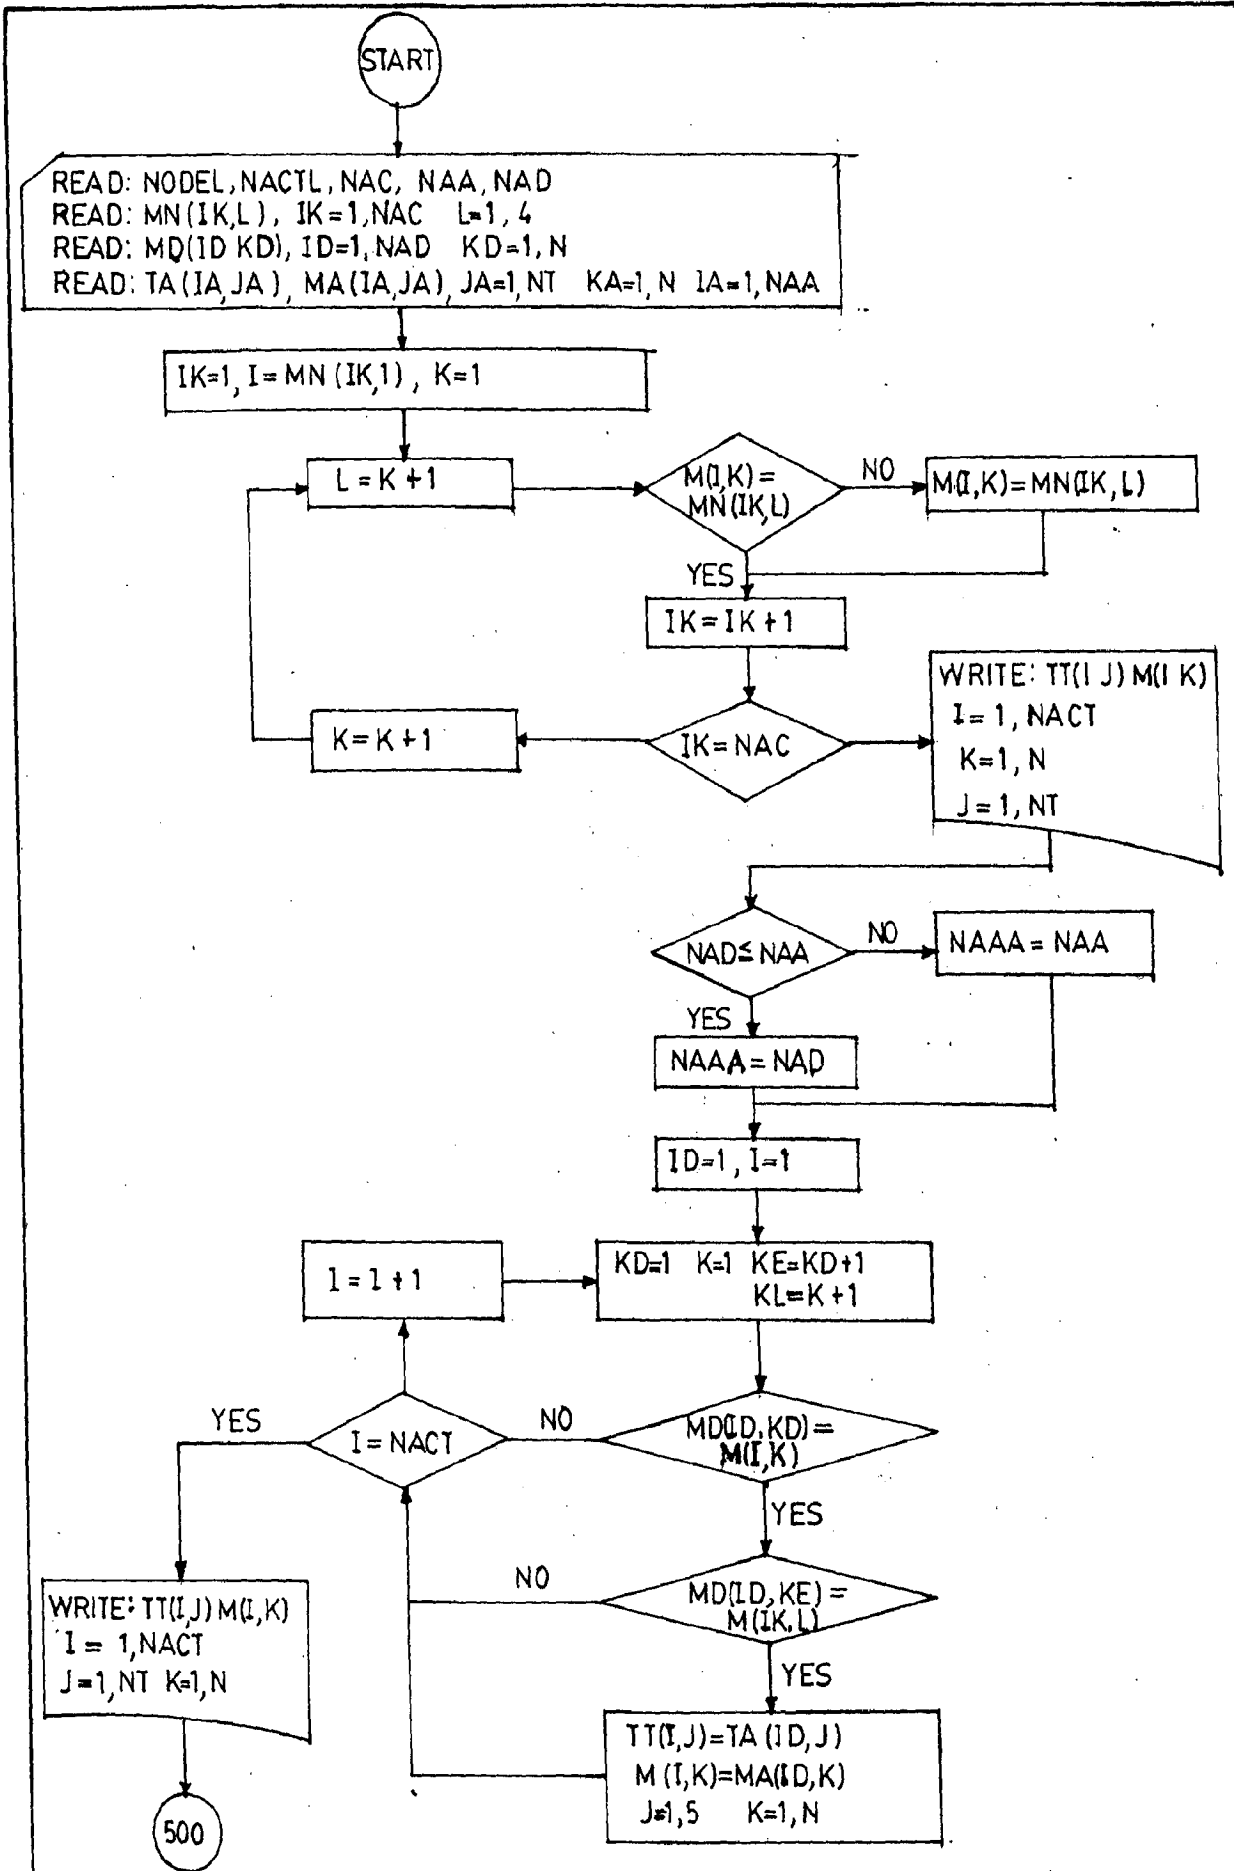 START
READ: NODEL,NACTL,NAC, NAA,NAD
READ: MN(IK,L), IK=1,NAC L=1,4
READ: MD(ID KD), ID=1,NAD KD=1,N
READ: TA(IA,JA), MA(IA,JA), JA=1,NT KA=1,N IA=1,NAA
IK=1, I=MN(IK,1), K=1
L=K+1
M(I,K)=
MN(IK,L)
NO
M(I,K)=MN(IK,L)
YES
IK=IK+1
WRITE: TT(I J) M(I K)
I=1, NACT
K=1, N
J=1, NT
K=K+1
IK=NAC
NAD≤NAA
NO
NAAA=NAA
YES
NAAA=NAD
ID=1, I=1
I=I+1
KD=1 K=1 KE=KD+1
KL=K+1
YES
I=NACT
NO
MD(ID,KD)=
M(I,K)
YES
NO
MD(ID,KE)=
M(IK,L)
WRITE: TT(I,J) M(I,K)
I= 1,NACT
J=1,NT K=1,N
YES
TT(I,J)=TA(ID,J)
M(I,K)=MA(ID,K)
J=1,5 K=1,N
500